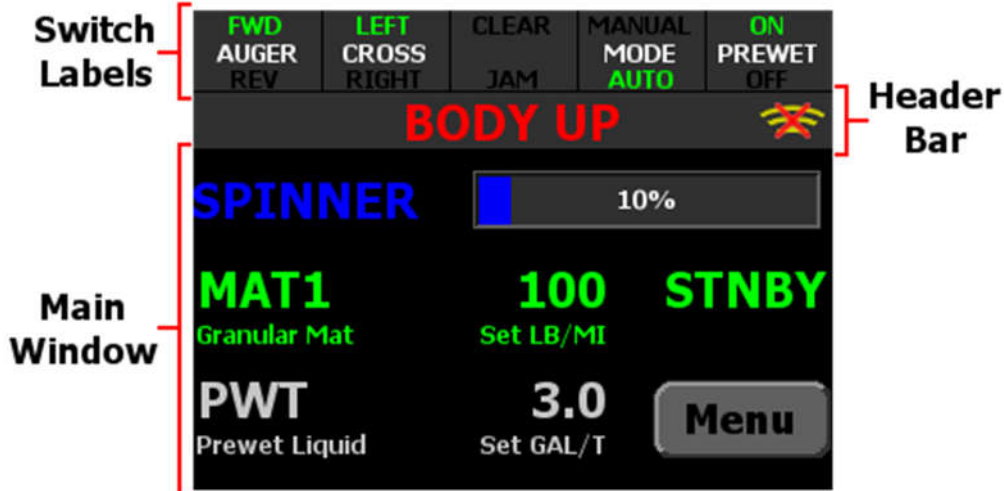 Switch
Labels
FWD LEFT CLEAR MANUAL ON
AUGER CROSS MODE PREWET
REV RIGHT JAM AUTO OFF
Header
Bar
BODY UP
Main
Window
SPINNER 10%
MAT1 100 STNBY
Granular Mat Set LB/MI
PWT 3.0 Menu
Prewet Liquid Set GAL/T